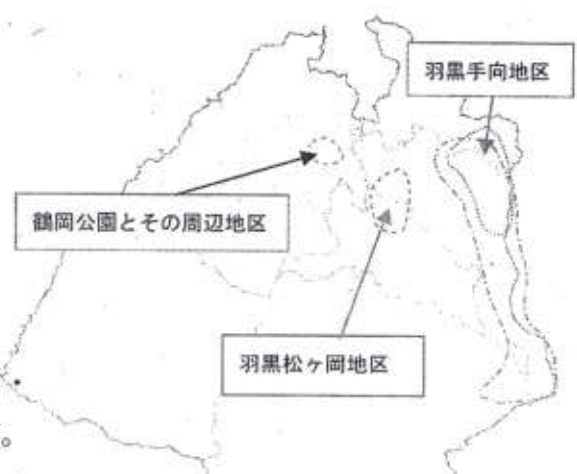 羽黒手向地区
鶴岡公園とその周辺地区
羽黒松ヶ岡地区
。